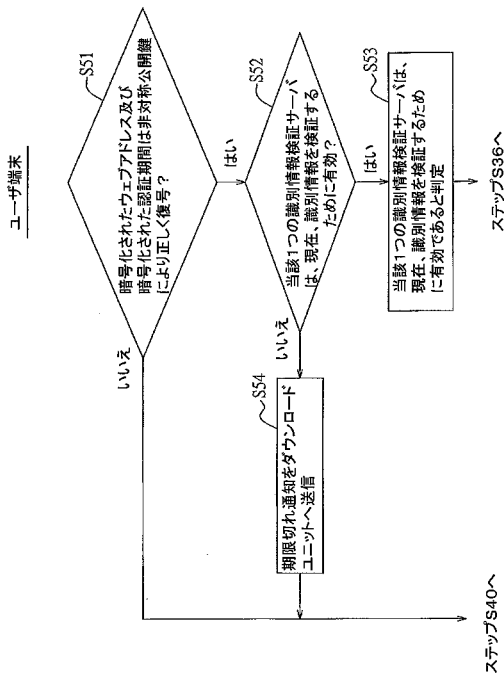 ユーザ端末
S51
暗号化されたウェブアドレス及び
暗号化された認証期間は非対称公開鍵
により正しく復号？
いいえ
はい
S52
当該1つの識別情報検証サーバ
は、現在、識別情報を検証する
ために有効？
いいえ
はい
S54
期限切れ通知をダウンロード
ユニットへ送信
S53
当該1つの識別情報検証サーバは、
現在、識別情報を検証するため
に有効であると判定
ステップS40へ
ステップS36へ